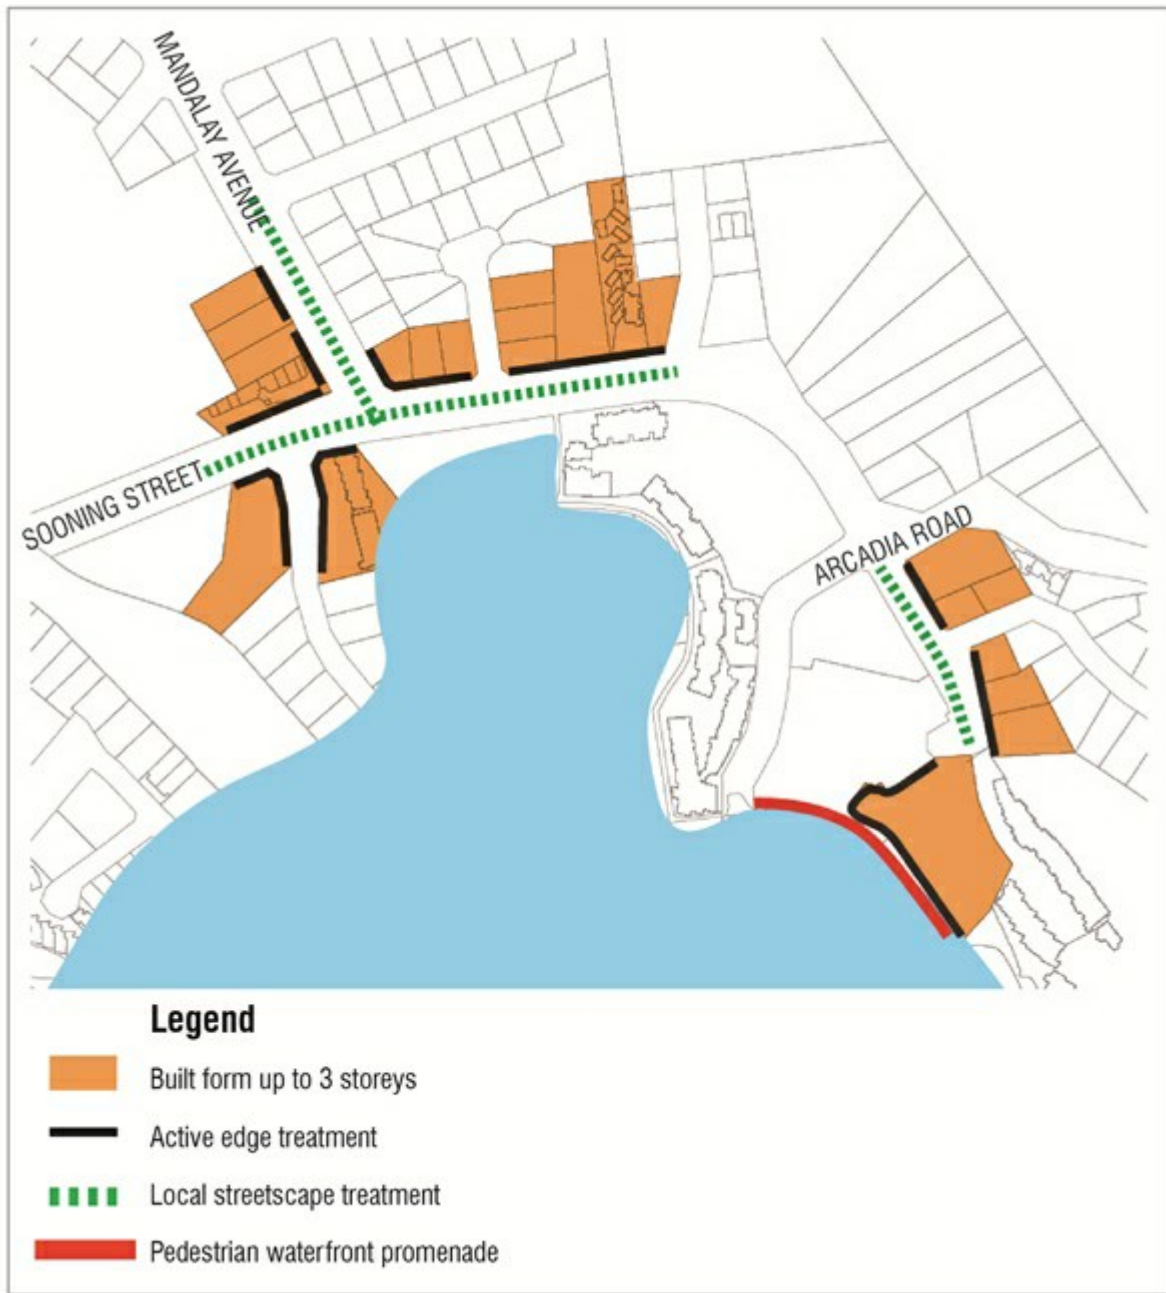 MANDALAY AVENUE
SOONING STREET
ARCADIA ROAD
Legend
Built form up to 3 storeys
Active edge treatment
Local streetscape treatment
Pedestrian waterfront promenade